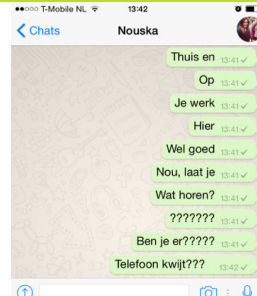 T-Mobile NL 13:42
Chats Nouska
Thuis en 13:41
Op 13:41
Je werk 13:41
Hier 13:41
Wel goed 13:41
Nou, laat je 13:41
Wat horen? 13:41
??????? 13:41
Ben je er????? 13:41
Telefoon kwijt??? 13:42